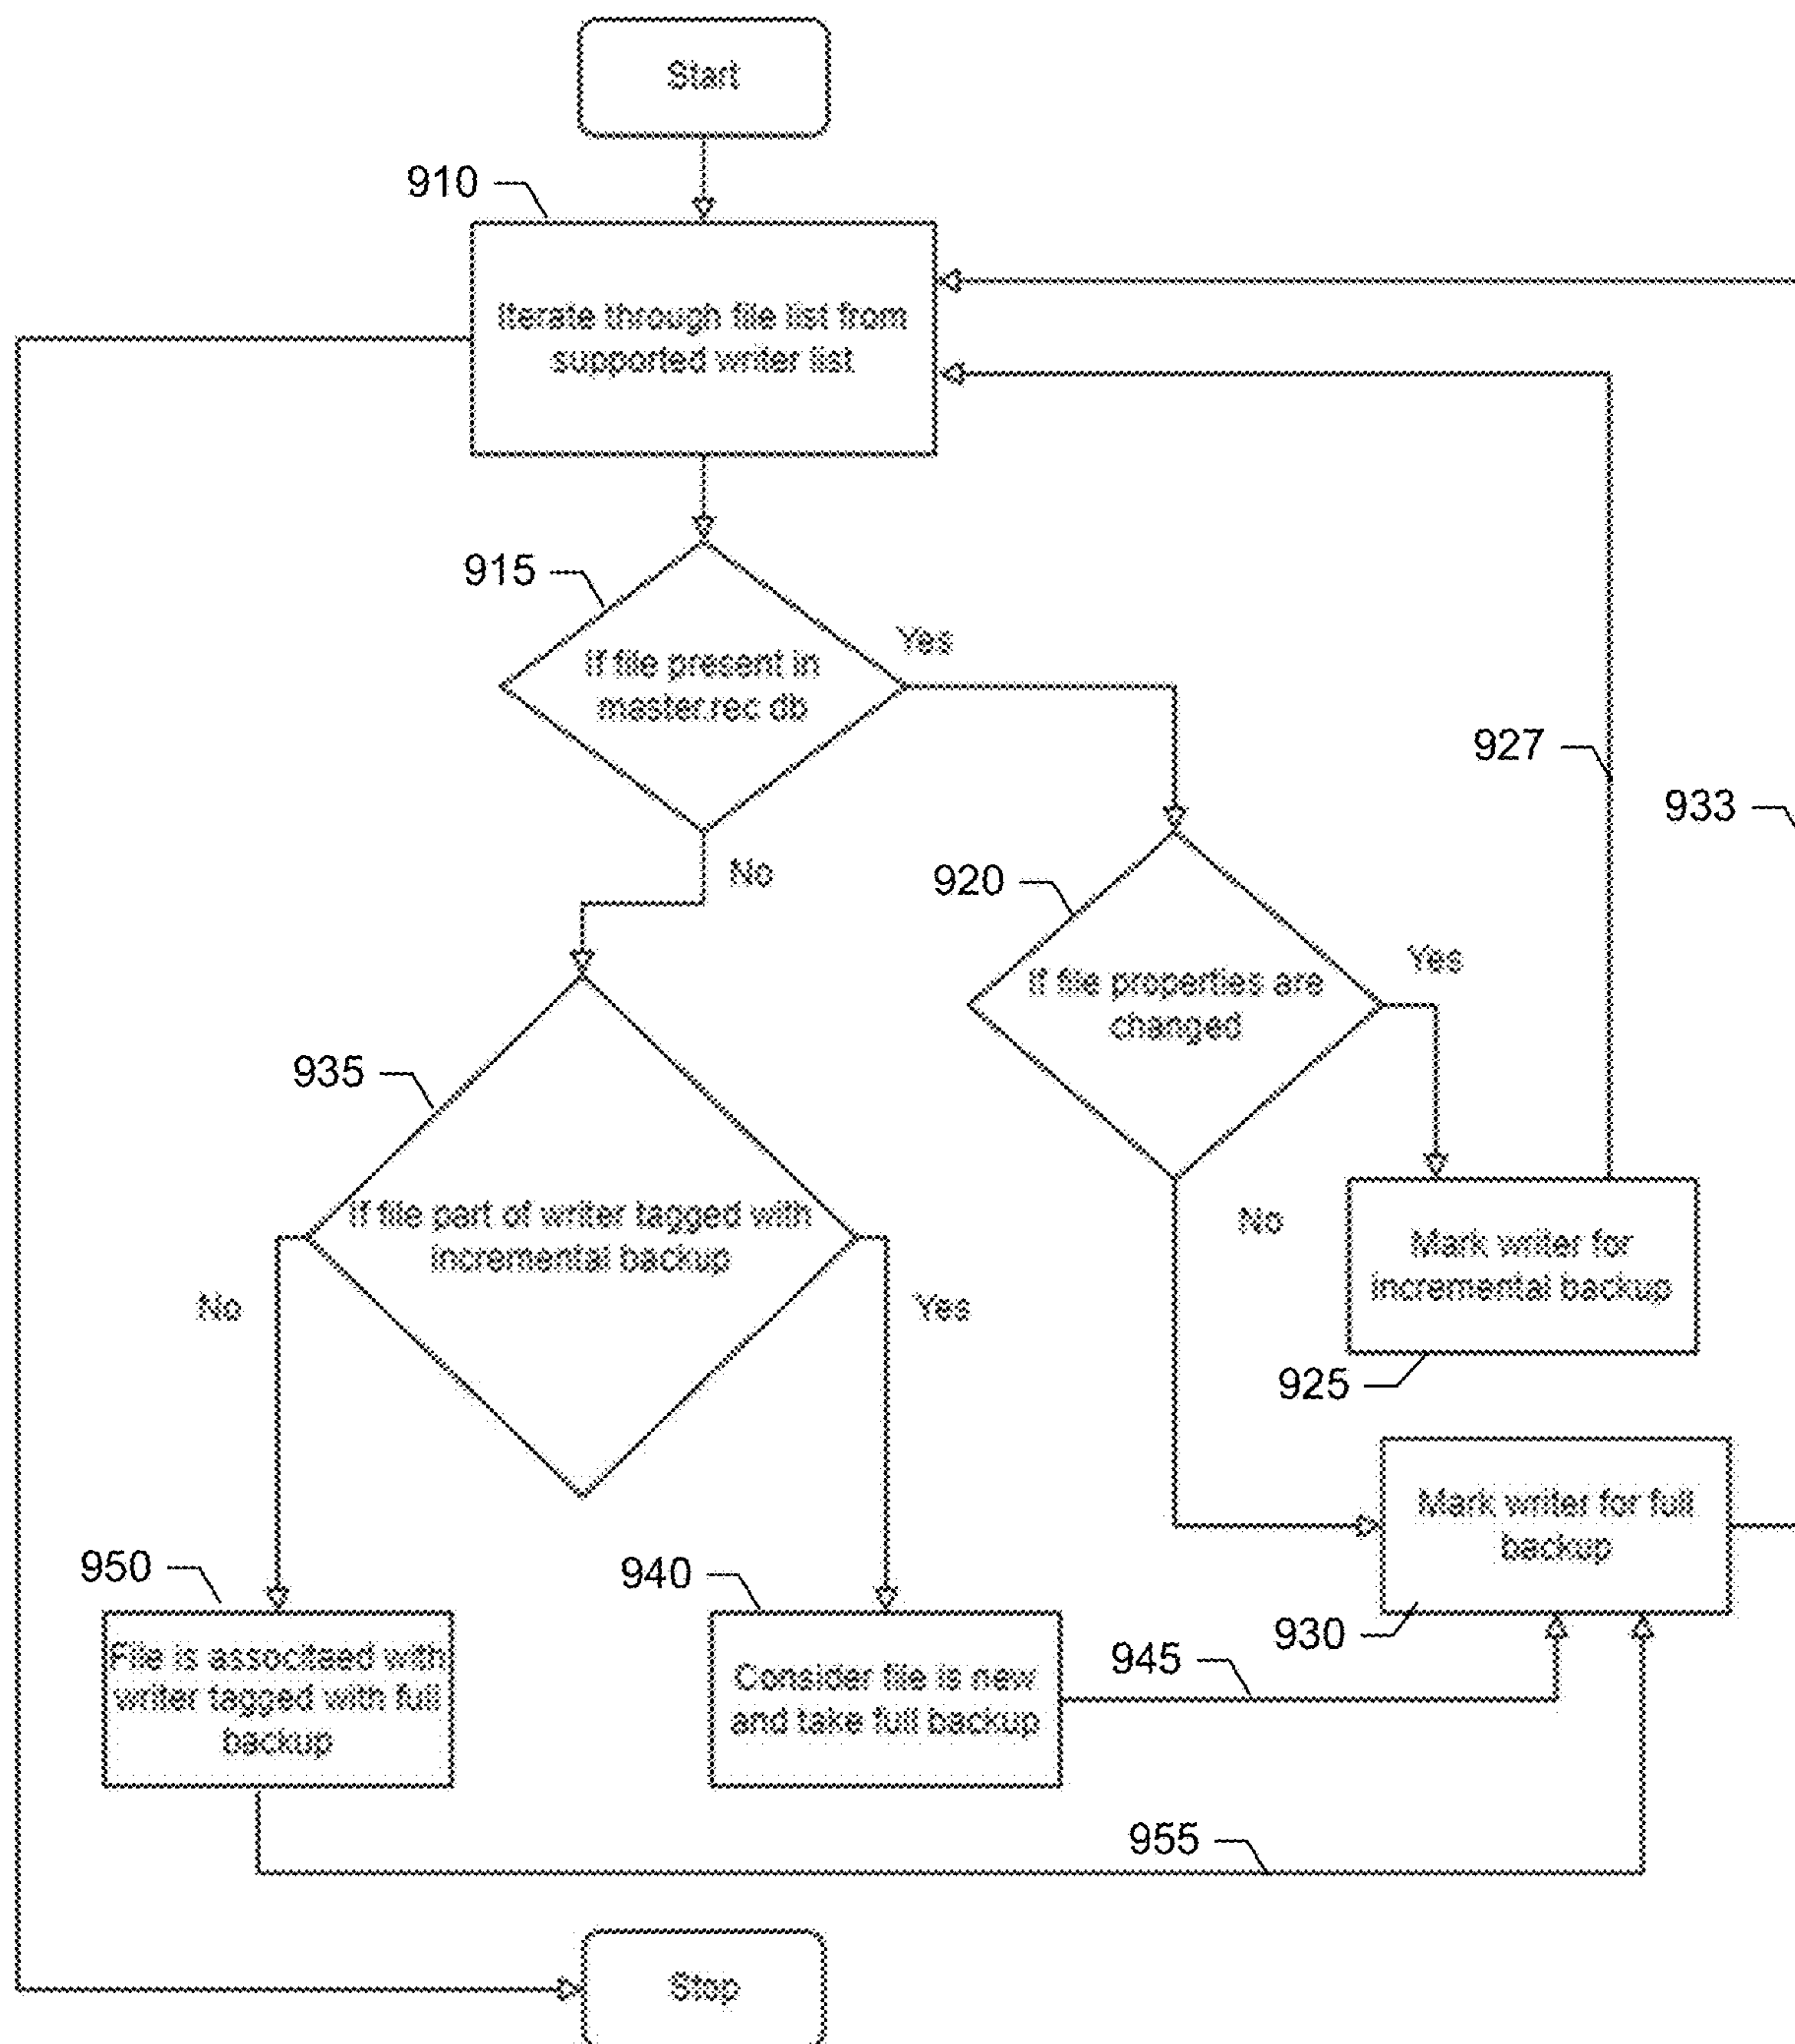 Start
910
Iterate through file list from
supported writer list
915
If file present in
master.rec db
Yes
927
933
No
920
If file properties are
changed
Yes
935
If file part of writer tagged with
incremental backup
No
Yes
No
Mark writer for
incremental backup
925
Mark writer for full
backup
930
950
File is associteed with
writer tagged with full
backup
940
Consider file is new
and take full backup
945
955
Stop